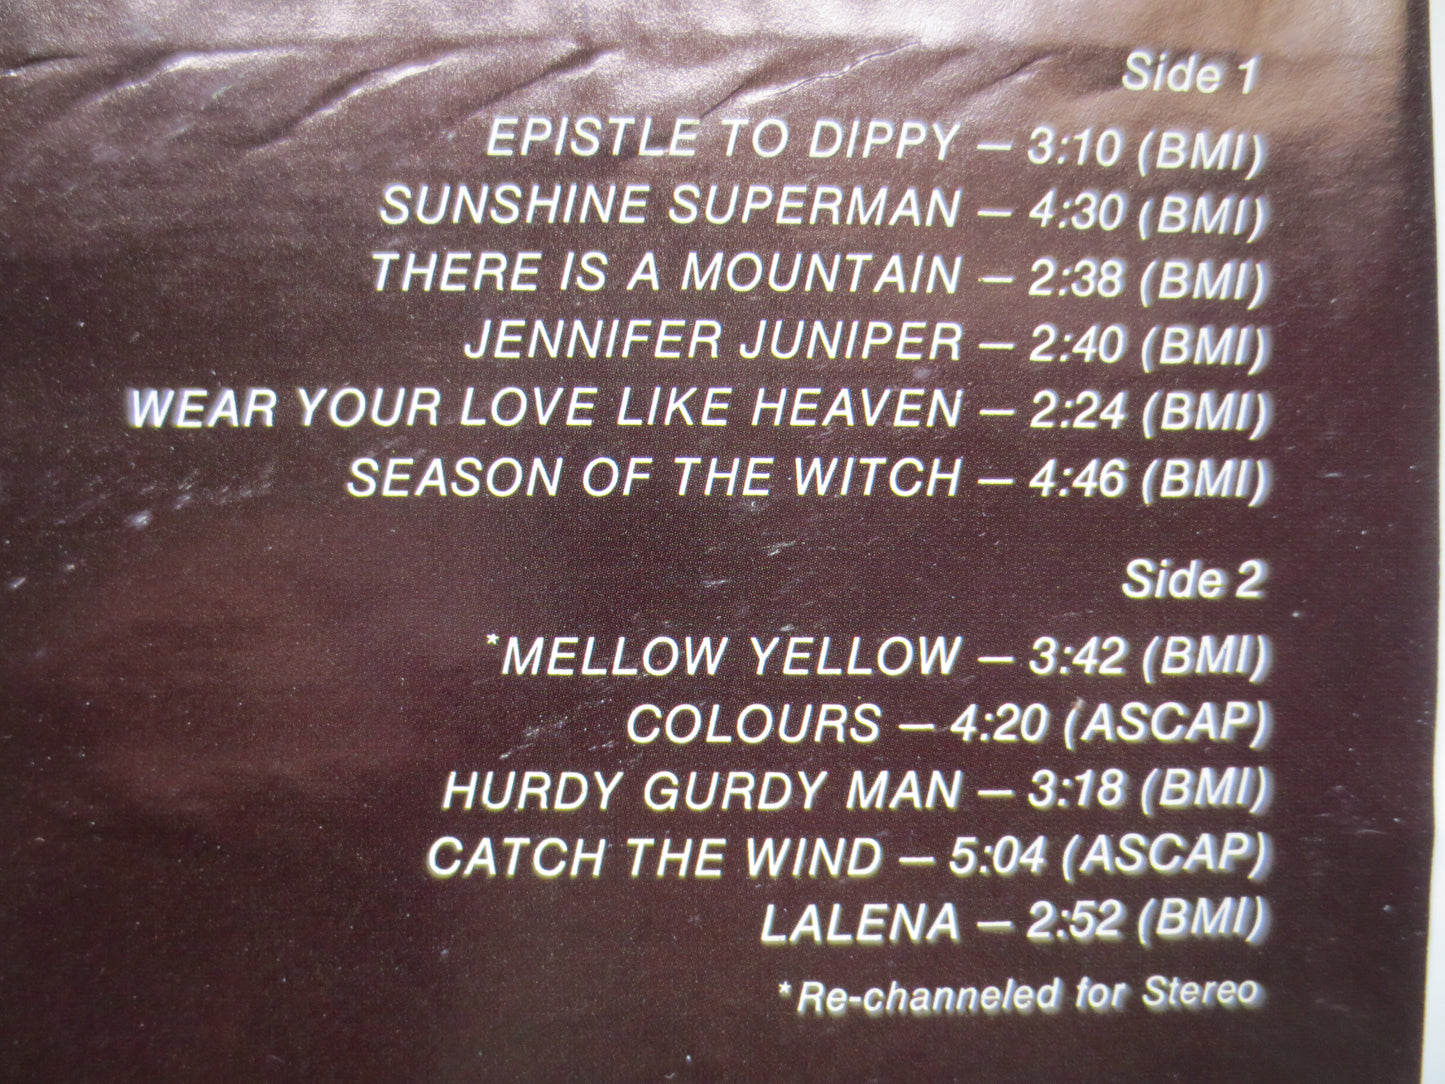 Side 1
EPISTLE TO DIPPY — 3:10 (BMI)
SUNSHINE SUPERMAN — 4:30 (BMI)
THERE IS A MOUNTAIN — 2:38 (BMI)
JENNIFER JUNIPER — 2:40 (BMI)
WEAR YOUR LOVE LIKE HEAVEN — 2:24 (BMI)
SEASON OF THE WITCH — 4:46 (BMI)
Side 2
*MELLOW YELLOW — 3:42 (BMI)
COLOURS — 4:20 (ASCAP)
HURDY GURDY MAN — 3:18 (BMI)
CATCH THE WIND — 5:04 (ASCAP)
LALENA — 2:52 (BMI)
*Re-channeled for Stereo